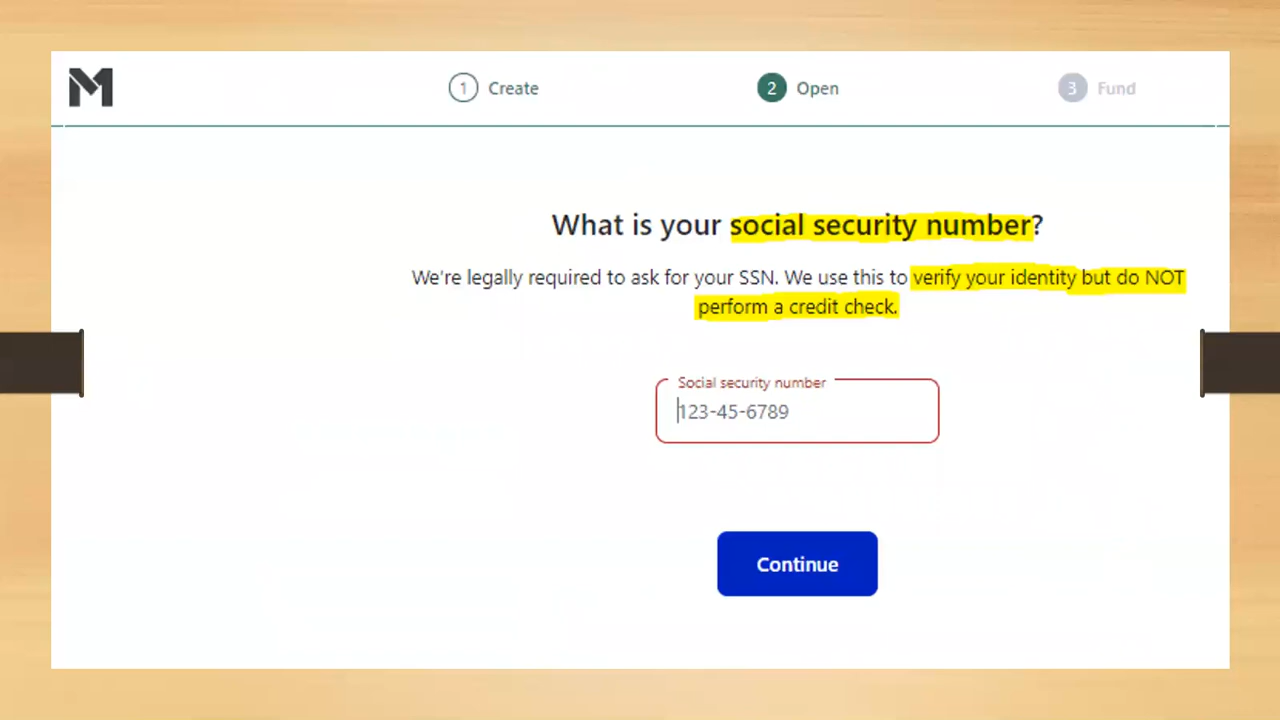 M
1 Create
2 Open
3 Fund
What is your social security number?
We're legally required to ask for your SSN. We use this to verify your identity but do NOT
perform a credit check.
Social security number
123-45-6789
Continue